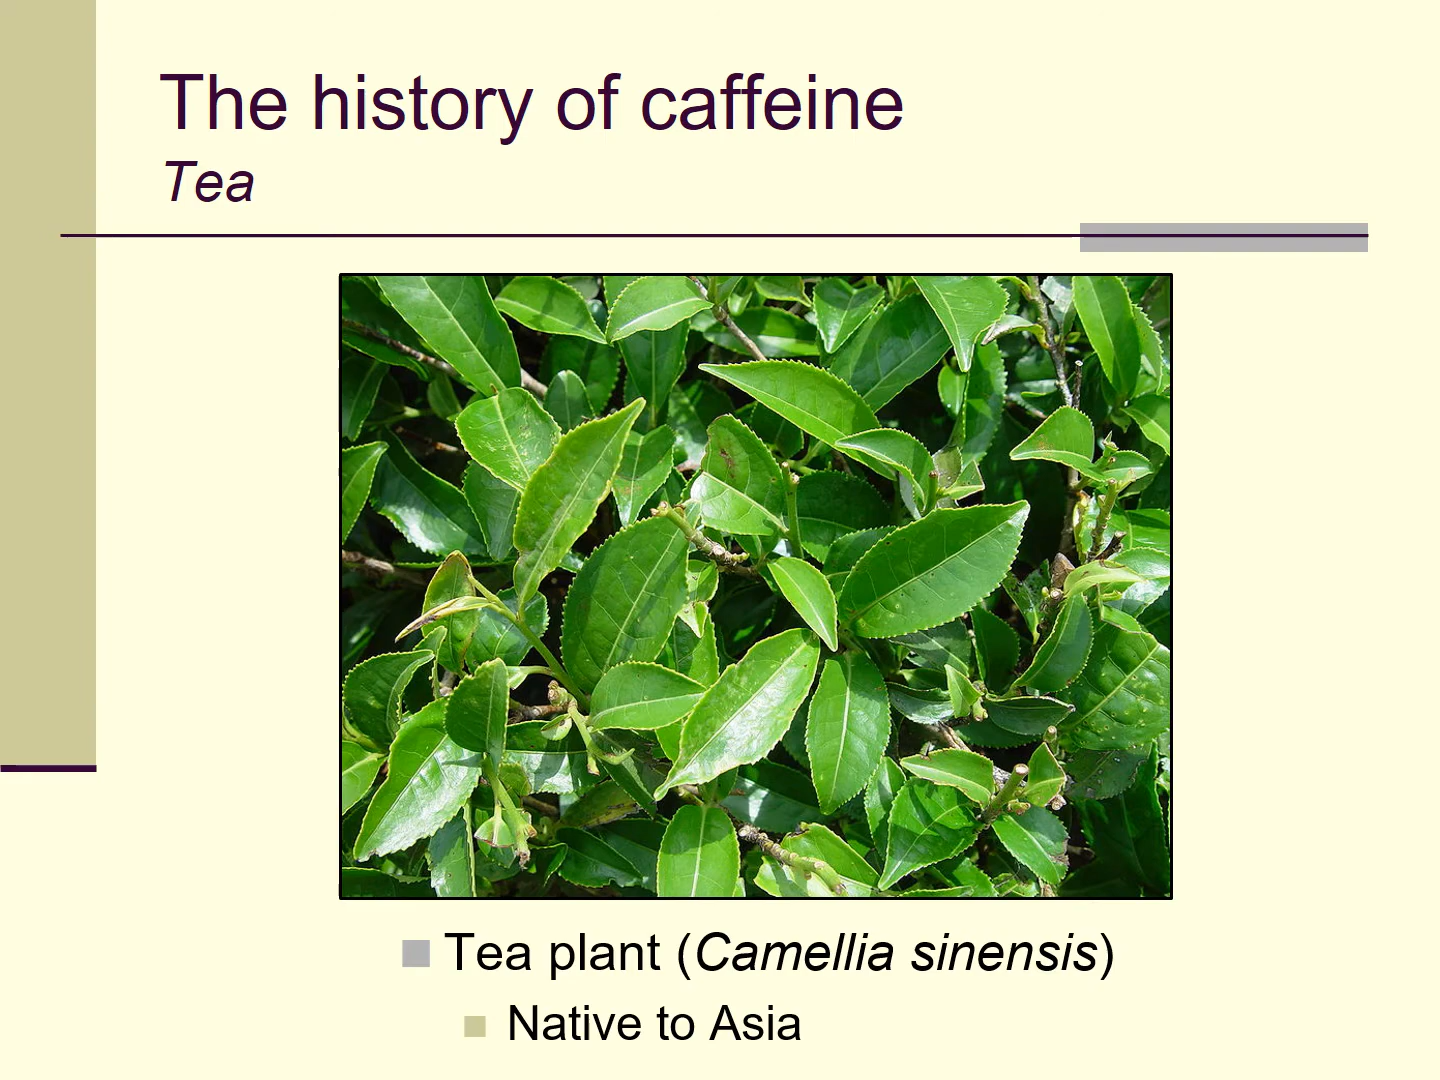 The history of caffeine
Tea
Tea plant (Camellia sinensis)
Native to Asia